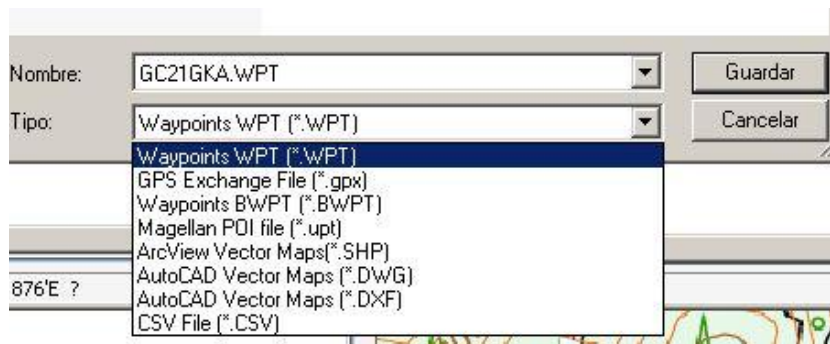 Nombre: GC21GKA.WPT Guardar
Tipo: Waypoints WPT (*.WPT) Cancelar
Waypoints WPT (*.WPT)
GPS Exchange File (*.gpx)
Waypoints BWPT (*.BWPT)
Magellan POI file (*.upt)
ArcView Vector Maps(*.SHP)
AutoCAD Vector Maps (*.DWG)
876'E ?
AutoCAD Vector Maps (*.DXF)
CSV File (*.CSV)